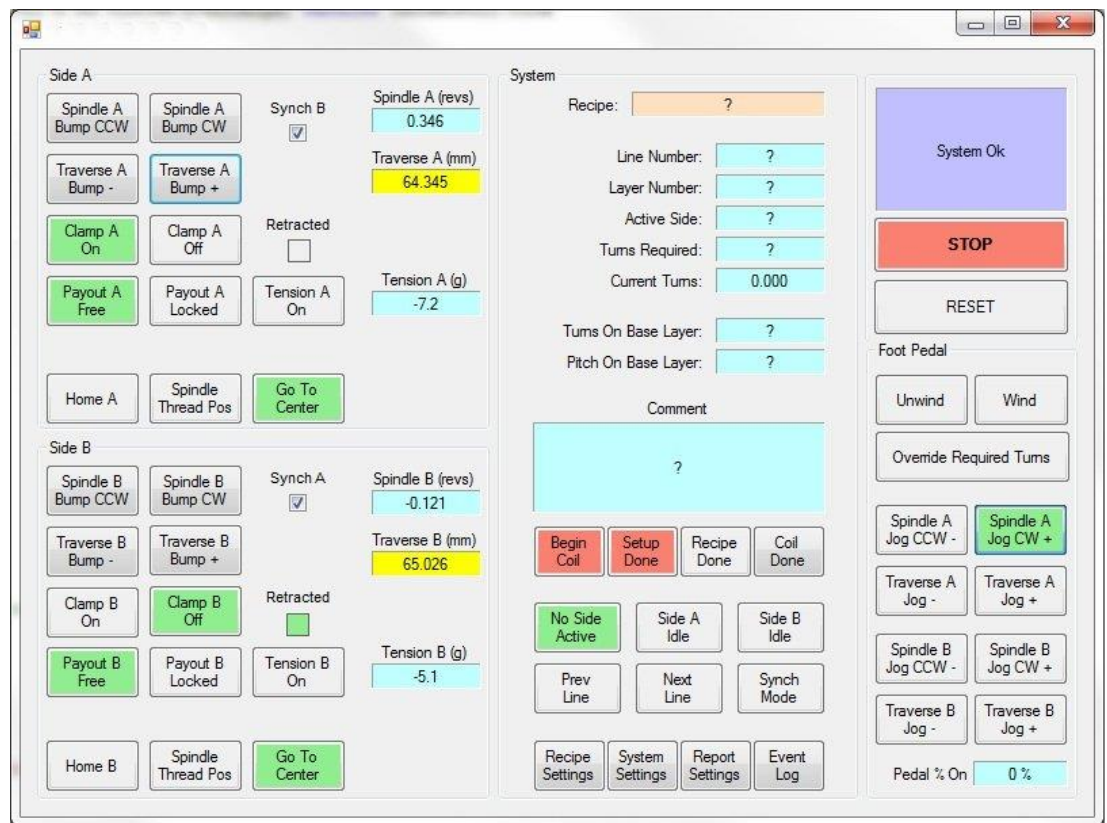 Side A
Spindle A
Bump CCW
Spindle A
Bump CW
Synch B
Spindle A (revs)
0.346
Traverse A
Bump -
Traverse A
Bump +
Traverse A (mm)
64.345
Clamp A
On
Clamp A
Off
Retracted
Payout A
Free
Payout A
Locked
Tension A
On
Tension A (g)
-7.2
Home A
Spindle
Thread Pos
Go To
Center
Side B
Spindle B
Bump CCW
Spindle B
Bump CW
Synch A
Spindle B (revs)
-0.121
Traverse B
Bump -
Traverse B
Bump +
Traverse B (mm)
65.026
Clamp B
On
Clamp B
Off
Retracted
Payout B
Free
Payout B
Locked
Tension B
On
Tension B (g)
-5.1
Home B
Spindle
Thread Pos
Go To
Center
System
Recipe: ?
Line Number: ?
Layer Number: ?
Active Side: ?
Turns Required: ?
Current Turns: 0.000
Turns On Base Layer: ?
Pitch On Base Layer: ?
Comment
?
Begin
Coil
Setup
Done
Recipe
Done
Coil
Done
No Side
Active
Side A
Idle
Side B
Idle
Prev
Line
Next
Line
Synch
Mode
Recipe
Settings
System
Settings
Report
Settings
Event
Log
System Ok
STOP
RESET
Foot Pedal
Unwind
Wind
Override Required Turns
Spindle A
Jog CCW -
Spindle A
Jog CW +
Traverse A
Jog -
Traverse A
Jog +
Spindle B
Jog CCW -
Spindle B
Jog CW +
Traverse B
Jog -
Traverse B
Jog +
Pedal % On 0 %